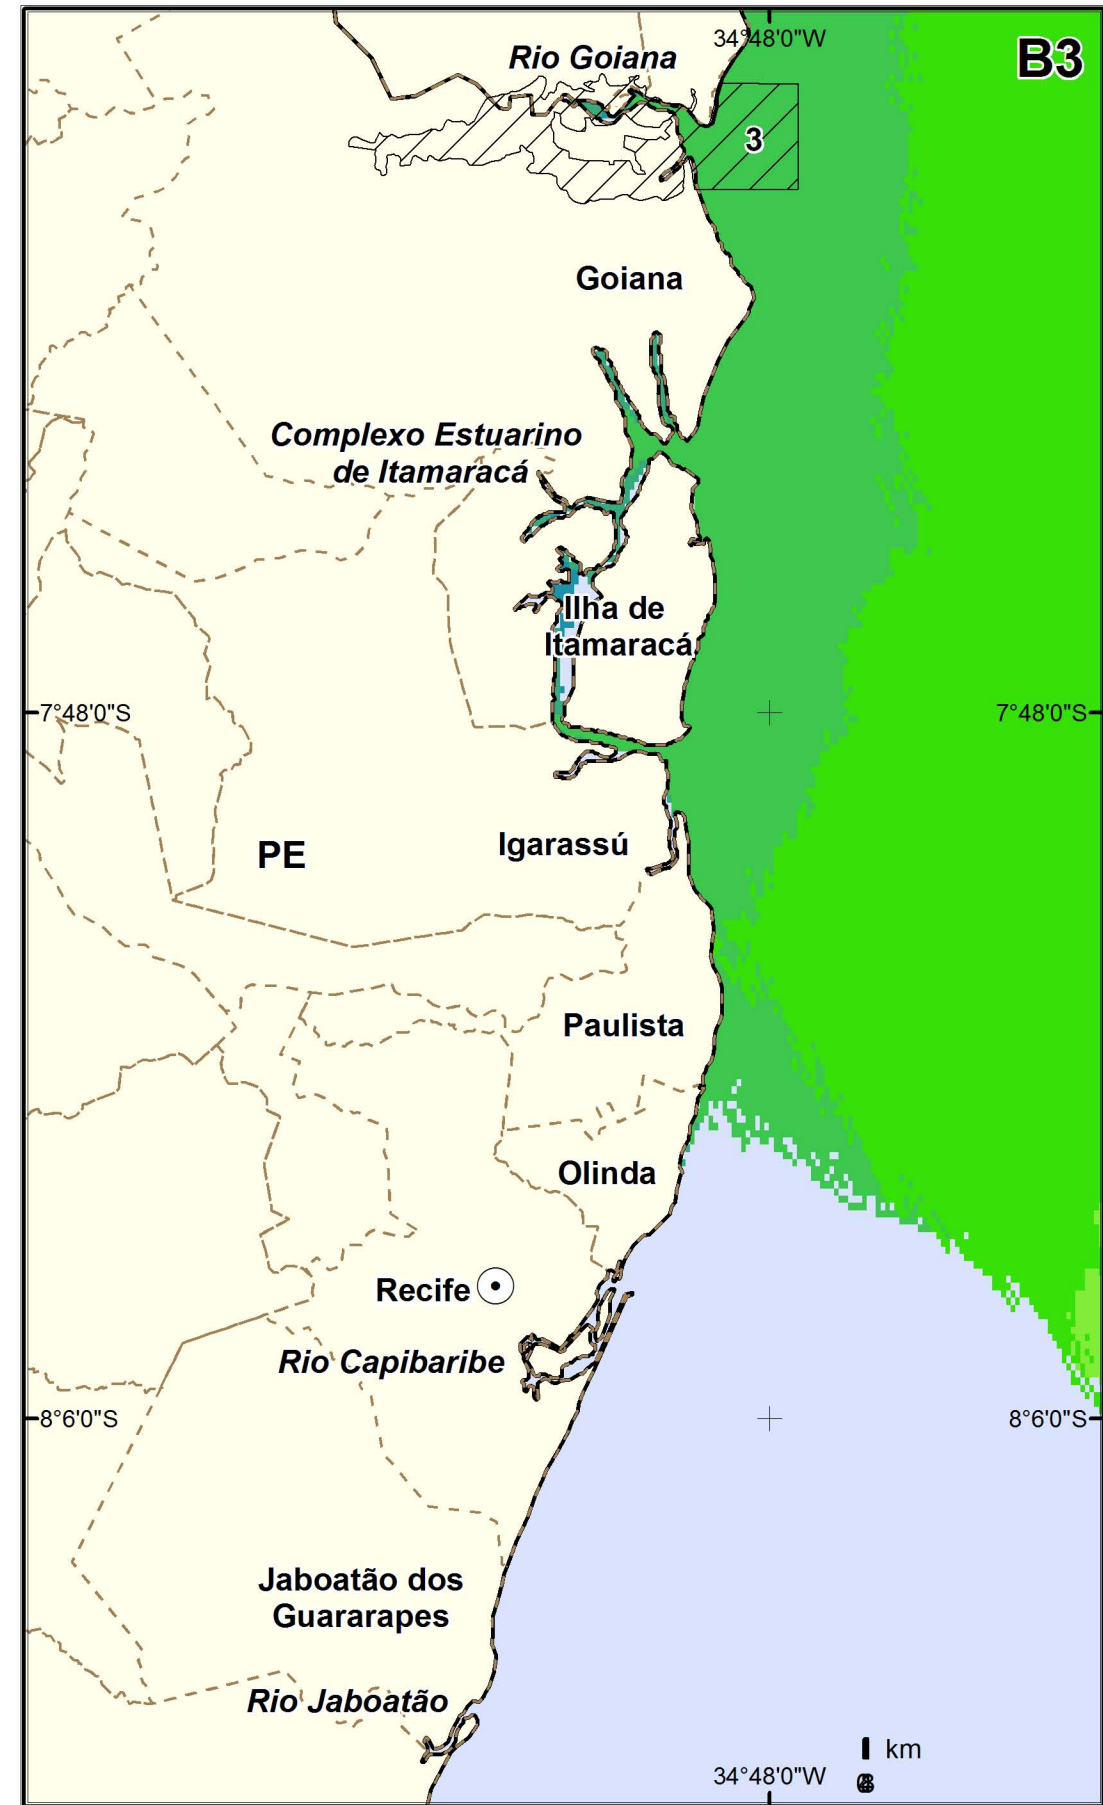 34°48'0"W
B3
Rio Goiana
3
Goiana
Complexo Estuarino
de Itamaracá
Ilha de
Itamaracá
7°48'0"S
7°48'0"S
Igarassú
PE
Paulista
Olinda
Recife
Rio Capibaribe
8°6'0"S
8°6'0"S
Jaboatão dos
Guararapes
Rio Jaboatão
km
34°48'0"W